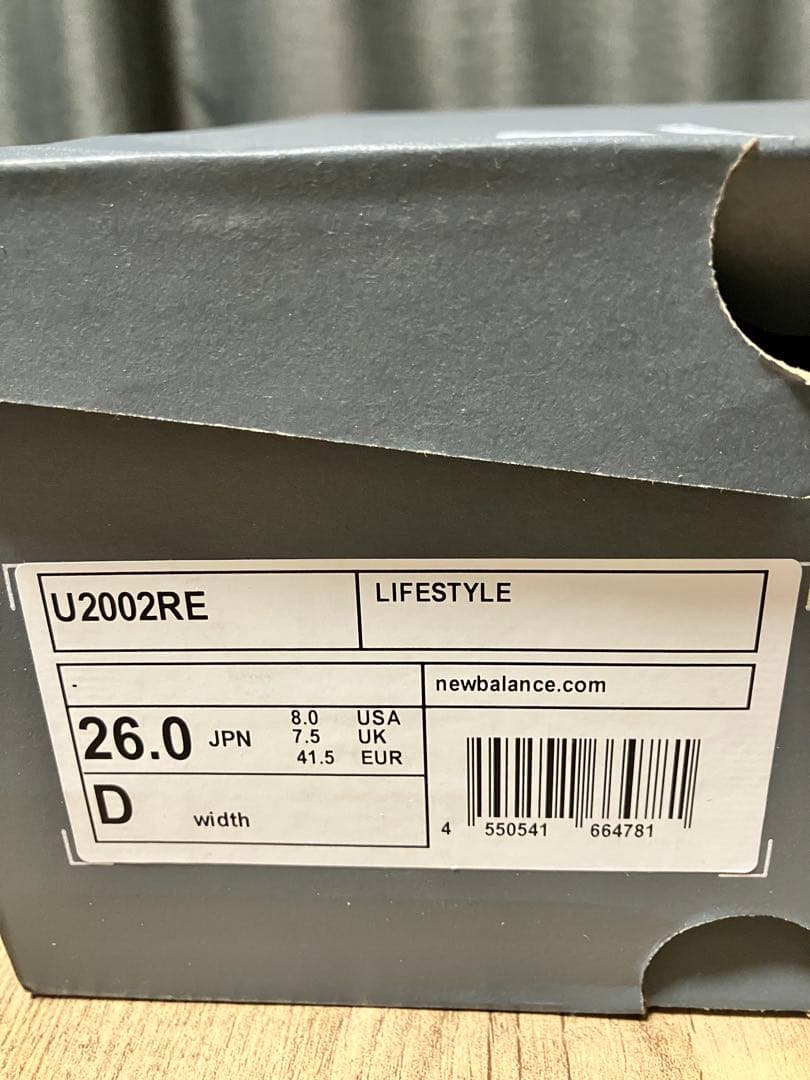 U2002RE
LIFESTYLE
-
newbalance.com
26.0 JPN
8.0 USA
7.5 UK
41.5 EUR
D width
4 550541 664781